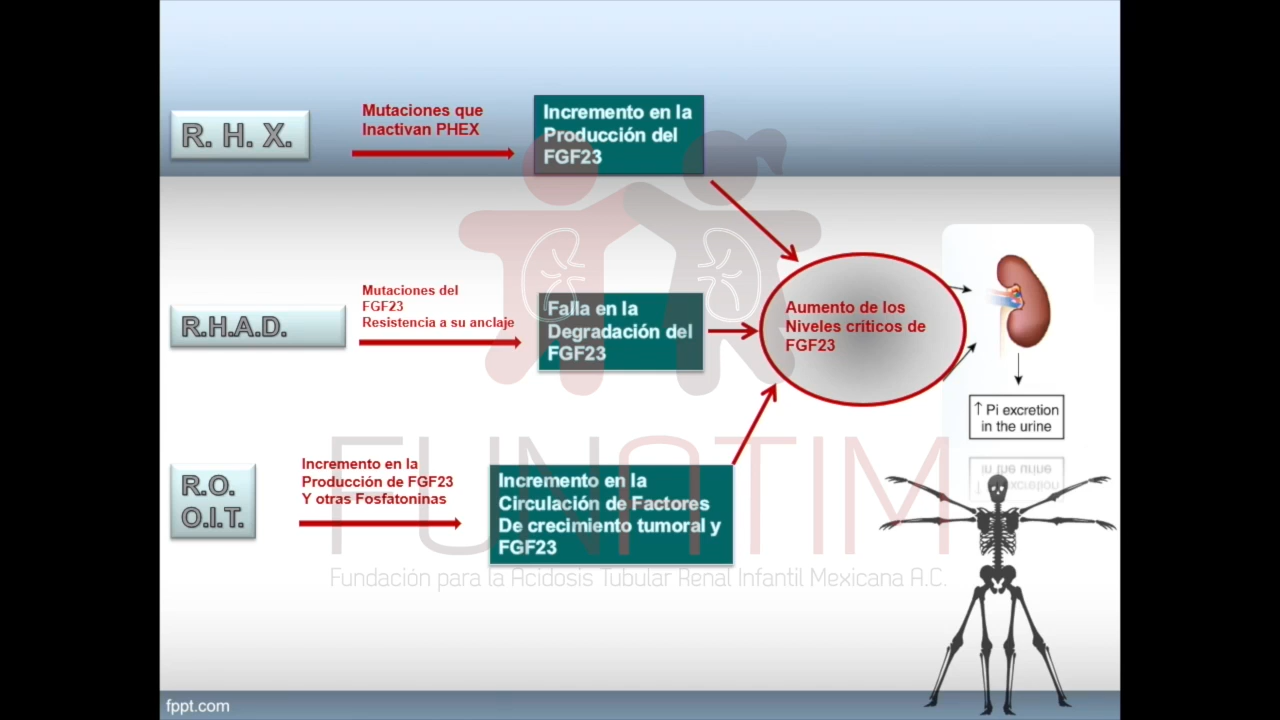 R. H. X.
Mutaciones que
Inactivan PHEX
Incremento en la
Producción del
FGF23
R.H.A.D.
Mutaciones del
FGF23
Resistencia a su anclaje
Falla en la
Degradación del
FGF23
Aumento de los
Niveles criticos de
FGF23
↑ Pi excretion
in the urine
R.O.
O.I.T.
Incremento en la
Producción de FGF23
Y otras Fosfatoninas
Incremento en la
Circulación de Factores
De crecimiento tumoral y
FGF23
FUNATIM
Fundación para la Acidosis Tubular Renal Infantil Mexicana A.C.
fppt.com